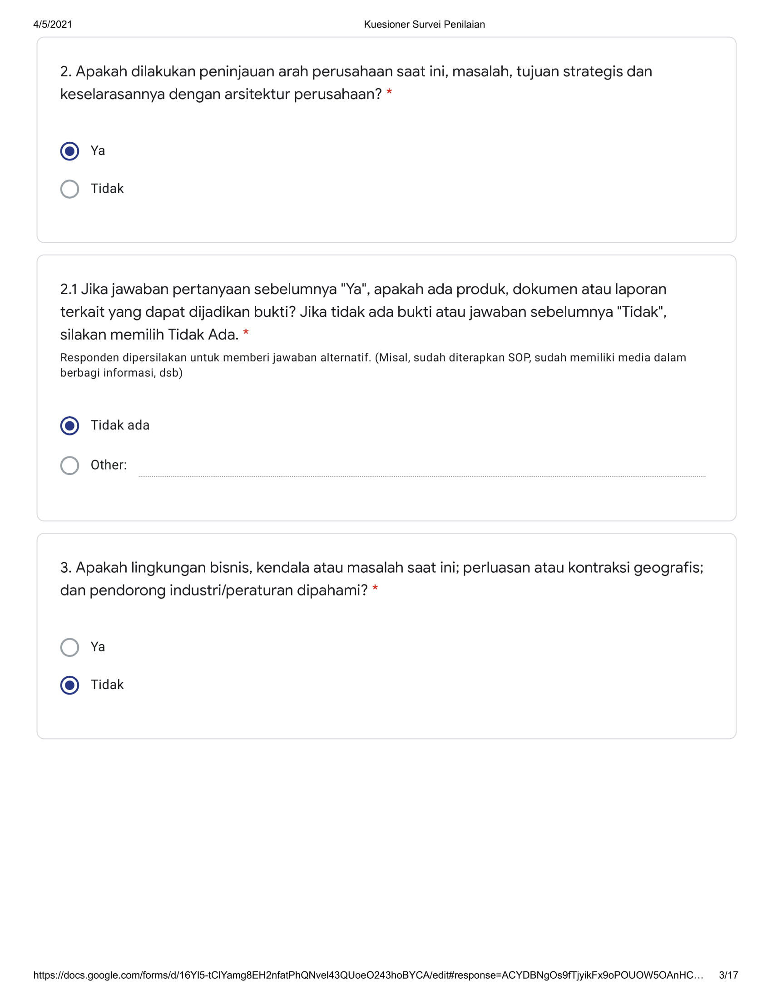 4/5/2021 Kuesioner Survei Penilaian
2. Apakah dilakukan peninjauan arah perusahaan saat ini, masalah, tujuan strategis dan
keselarasannya dengan arsitektur perusahaan? *
Ya
Tidak
2.1 Jika jawaban pertanyaan sebelumnya "Ya", apakah ada produk, dokumen atau laporan
terkait yang dapat dijadikan bukti? Jika tidak ada bukti atau jawaban sebelumnya "Tidak",
silakan memilih Tidak Ada. *
Responden dipersilakan untuk memberi jawaban alternatif. (Misal, sudah diterapkan SOP, sudah memiliki media dalam
berbagi informasi, dsb)
Tidak ada
Other:
3. Apakah lingkungan bisnis, kendala atau masalah saat ini; perluasan atau kontraksi geografis;
dan pendorong industri/peraturan dipahami? *
Ya
Tidak
https://docs.google.com/forms/d/16YI5-tClYamg8EH2nfatPhQNvel43QUoeO243hoBYCA/edit#response=ACYDBNgOs9fTjyikFx9oPOUOW5OAnHC… 3/17